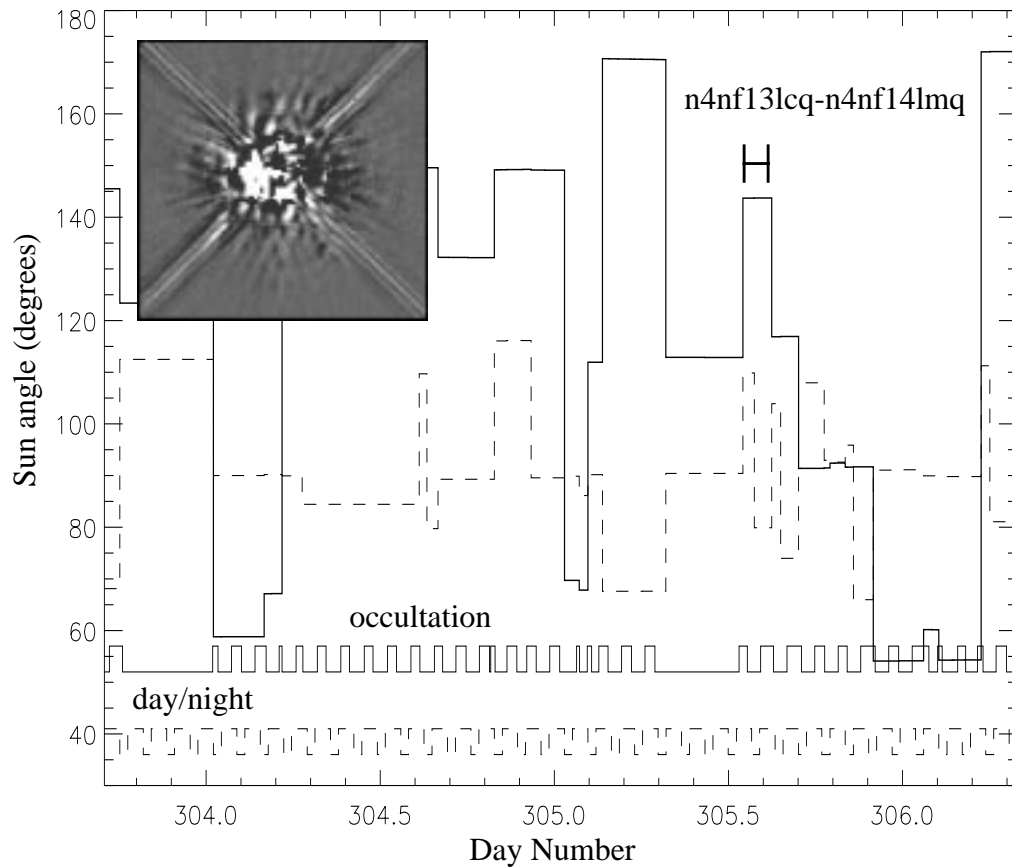 180
160
140
120
100
80
60
40
Sun angle (degrees)
n4nf13lcq-n4nf14lmq
occultation
day/night
304.0 304.5 305.0 305.5 306.0
Day Number